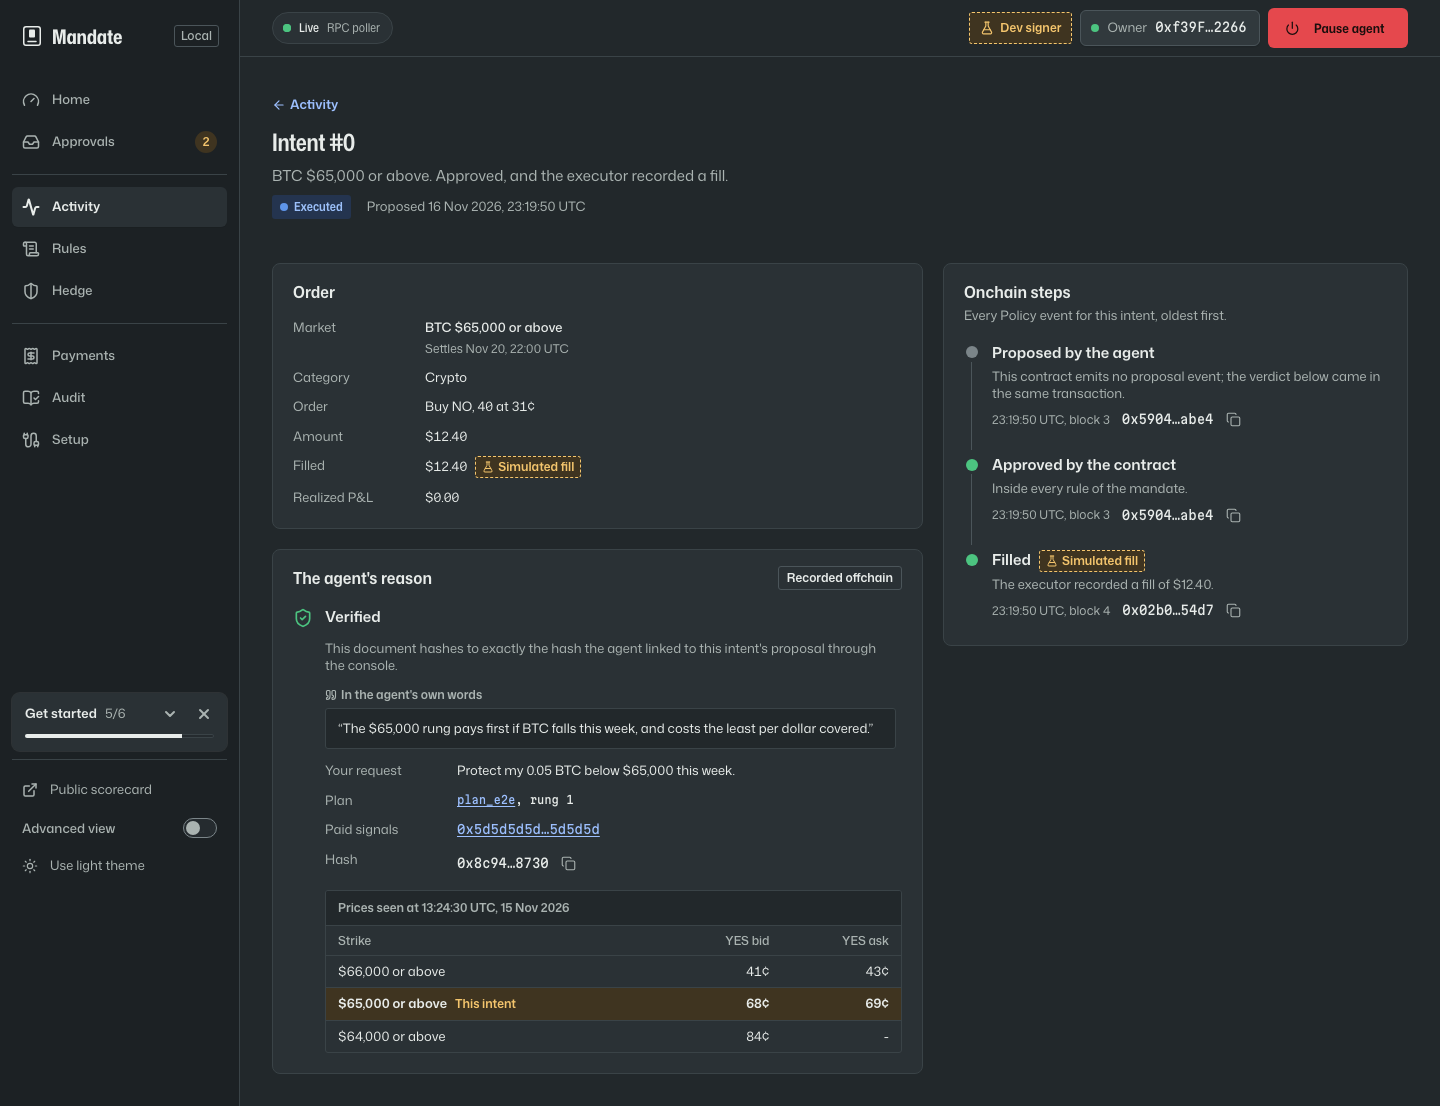 Mandate
Local
Home
Approvals 2
Activity
Rules
Hedge
Payments
Audit
Setup
Get started 5/6
Public scorecard
Advanced view
Use light theme
Live RPC poller
Dev signer
Owner 0xf39F…2266
Pause agent
Activity
Intent #0
BTC $65,000 or above. Approved, and the executor recorded a fill.
Executed Proposed 16 Nov 2026, 23:19:50 UTC
Order
Market BTC $65,000 or above
Settles Nov 20, 22:00 UTC
Category Crypto
Order Buy NO, 40 at 31¢
Amount $12.40
Filled $12.40 Simulated fill
Realized P&L $0.00
The agent's reason Recorded offchain
Verified
This document hashes to exactly the hash the agent linked to this intent's proposal through
the console.
In the agent's own words
“The $65,000 rung pays first if BTC falls this week, and costs the least per dollar covered.”
Your request Protect my 0.05 BTC below $65,000 this week.
Plan plan_e2e, rung 1
Paid signals 0x5d5d5d5d…5d5d5d
Hash 0x8c94…8730
Prices seen at 13:24:30 UTC, 15 Nov 2026
Strike YES bid YES ask
$66,000 or above 41¢ 43¢
$65,000 or above This intent 68¢ 69¢
$64,000 or above 84¢ -
Onchain steps
Every Policy event for this intent, oldest first.
Proposed by the agent
This contract emits no proposal event; the verdict below came in
the same transaction.
23:19:50 UTC, block 3 0x5904…abe4
Approved by the contract
Inside every rule of the mandate.
23:19:50 UTC, block 3 0x5904…abe4
Filled Simulated fill
The executor recorded a fill of $12.40.
23:19:50 UTC, block 4 0x02b0…54d7